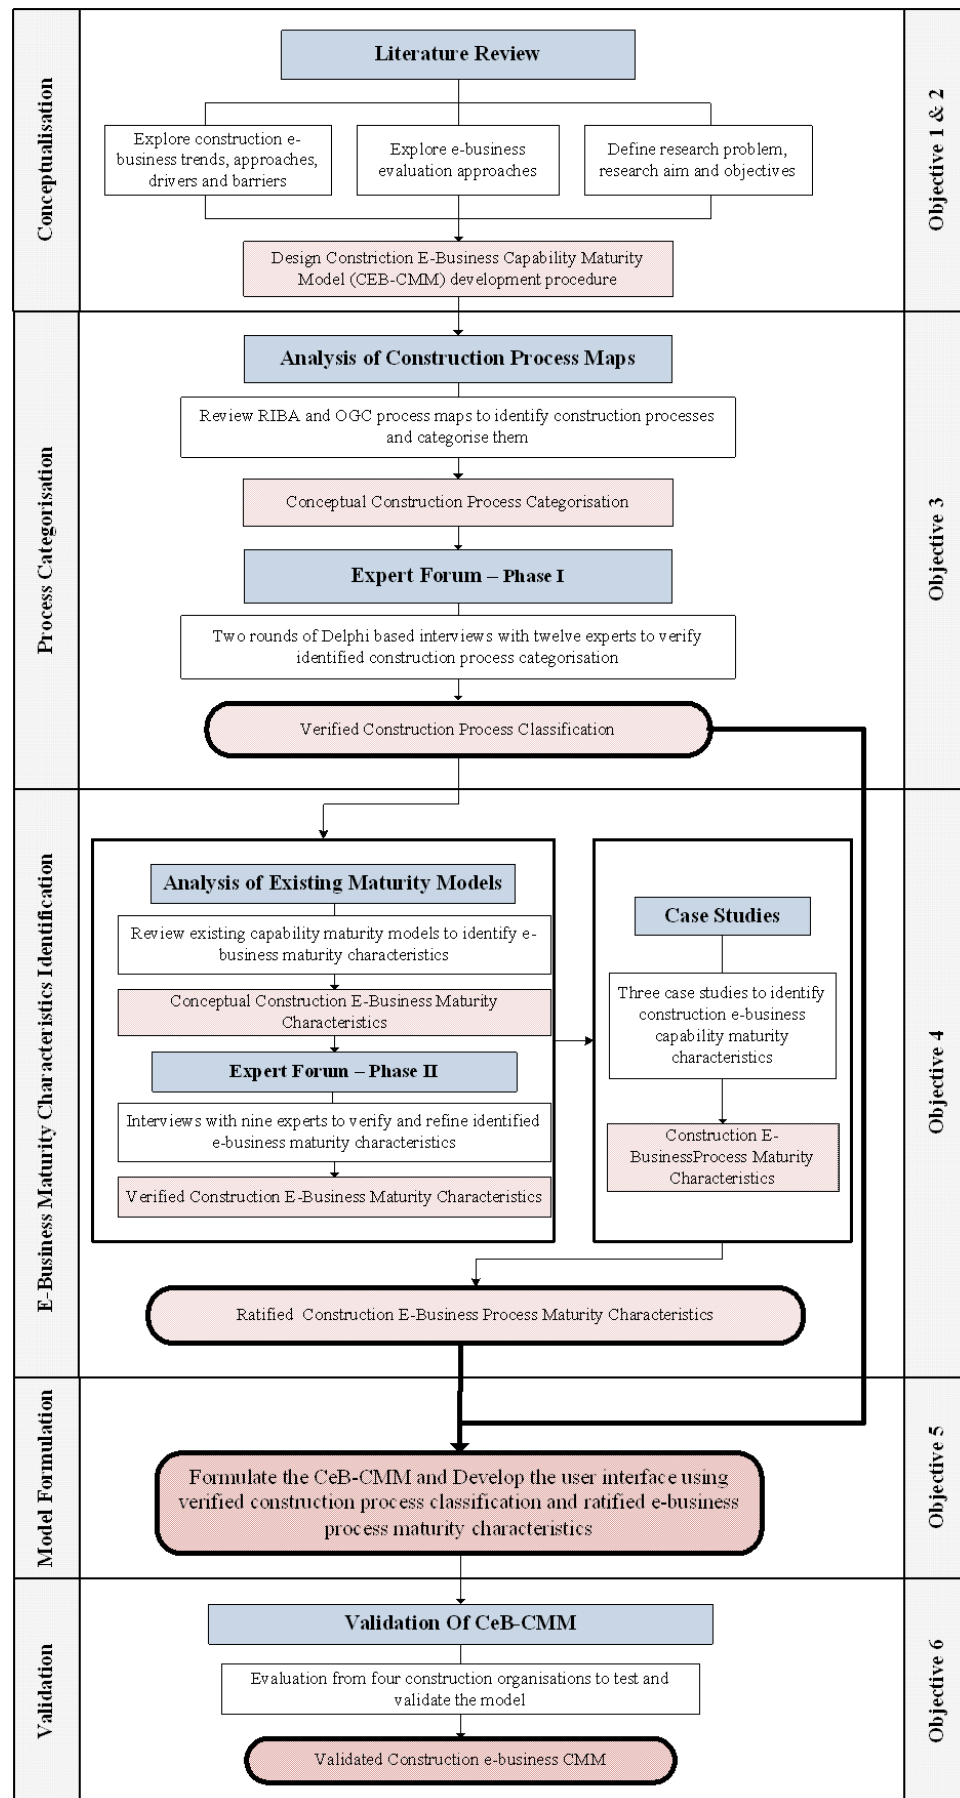 Conceptualisation
Objective 1 & 2
Literature Review
Explore construction e-
business trends, approaches,
drivers and barriers
Explore e-business
evaluation approaches
Define research problem,
research aim and objectives
Design Constriction E-Business Capability Maturity
Model (CEB-CMM) development procedure
Process Categorisation
Objective 3
Analysis of Construction Process Maps
Review RIBA and OGC process maps to identify construction processes
and categorise them
Conceptual Construction Process Categorisation
Expert Forum – Phase I
Two rounds of Delphi based interviews with twelve experts to verify
identified construction process categorisation
Verified Construction Process Classification
E-Business Maturity Characteristics Identification
Objective 4
Analysis of Existing Maturity Models
Review existing capability maturity models to identify e-
business maturity characteristics
Conceptual Construction E-Business Maturity
Characteristics
Expert Forum – Phase II
Interviews with nine experts to verify and refine identified
e-business maturity characteristics
Verified Construction E-Business Maturity Characteristics
Case Studies
Three case studies to identify
construction e-business
capability maturity
characteristics
Construction E-
BusinessProcess Maturity
Characteristics
Ratified Construction E-Business Process Maturity Characteristics
Model Formulation
Objective 5
Formulate the CeB-CMM and Develop the user interface using
verified construction process classification and ratified e-business
process maturity characteristics
Validation
Objective 6
Validation Of CeB-CMM
Evaluation from four construction organisations to test and
validate the model
Validated Construction e-business CMM